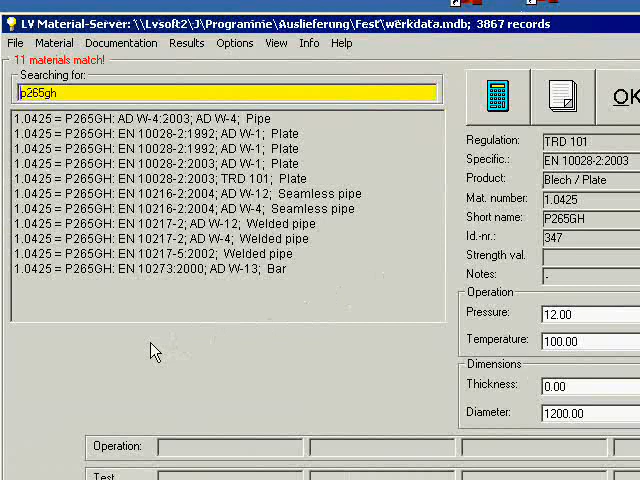 LV Material-Server: \\Lvsoft2\J\Programme\Auslieferung\Fest\werkdata.mdb; 3867 records
File Material Documentation Results Options View Info Help
11 materials match!
Searching for:
p265gh
1.0425 = P265GH: AD W-4:2003; AD W-4; Pipe
1.0425 = P265GH: EN 10028-2:1992; AD W-1; Plate
1.0425 = P265GH: EN 10028-2:1992; AD W-1; Plate
1.0425 = P265GH: EN 10028-2:2003; AD W-1; Plate
1.0425 = P265GH: EN 10028-2:2003; TRD 101; Plate
1.0425 = P265GH: EN 10216-2:2004; AD W-12; Seamless pipe
1.0425 = P265GH: EN 10216-2:2004; AD W-4; Seamless pipe
1.0425 = P265GH: EN 10217-2; AD W-12; Welded pipe
1.0425 = P265GH: EN 10217-2; AD W-4; Welded pipe
1.0425 = P265GH: EN 10217-5:2002; Welded pipe
1.0425 = P265GH: EN 10273:2000; AD W-13; Bar
OK
Regulation: TRD 101
Specific.: EN 10028-2:2003
Product: Blech / Plate
Mat. number: 1.0425
Short name: P265GH
Id.-nr.: 347
Strength val.
Notes: .
Operation
Pressure: 12.00
Temperature: 100.00
Dimensions
Thickness: 0.00
Diameter: 1200.00
Operation:
Test